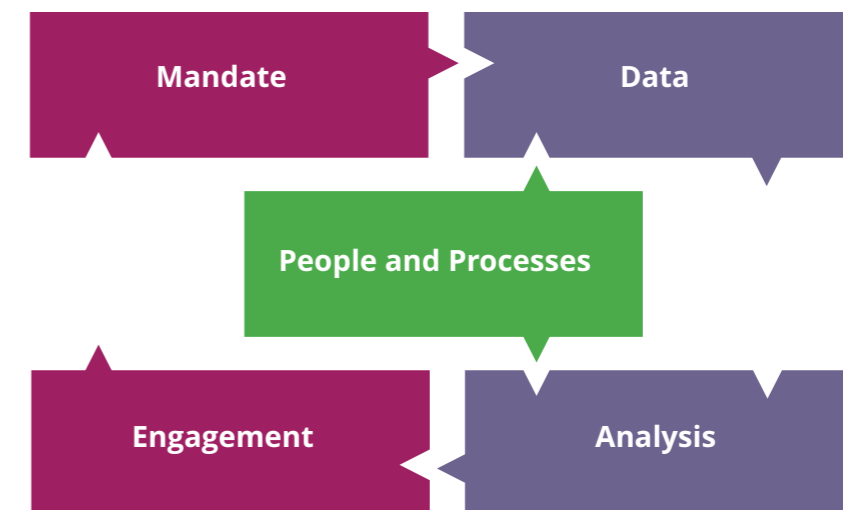 Mandate
Data
People and Processes
Engagement
Analysis